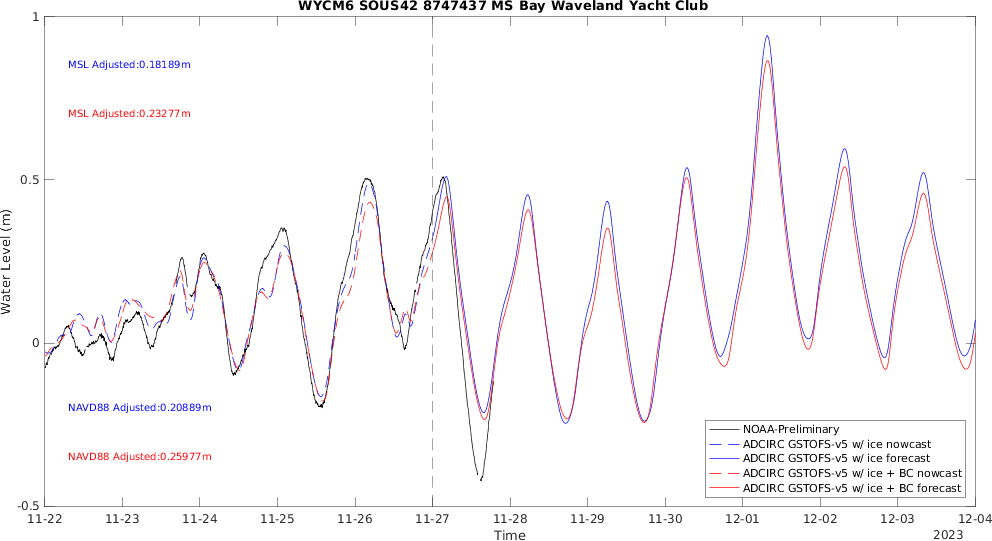 WYCM6 SOUS42 8747437 MS Bay Waveland Yacht Club
1
MSL Adjusted:0.18189m
MSL Adjusted:0.23277m
0.5
Water Level (m)
0
NAVD88 Adjusted:0.20889m
NAVD88 Adjusted:0.25977m
NOAA-Preliminary
ADCIRC GSTOFS-v5 w/ ice nowcast
ADCIRC GSTOFS-v5 w/ ice forecast
ADCIRC GSTOFS-v5 w/ ice + BC nowcast
ADCIRC GSTOFS-v5 w/ ice + BC forecast
-0.5
11-22 11-23 11-24 11-25 11-26 11-27 11-28 11-29 11-30 12-01 12-02 12-03 12-04
Time
2023